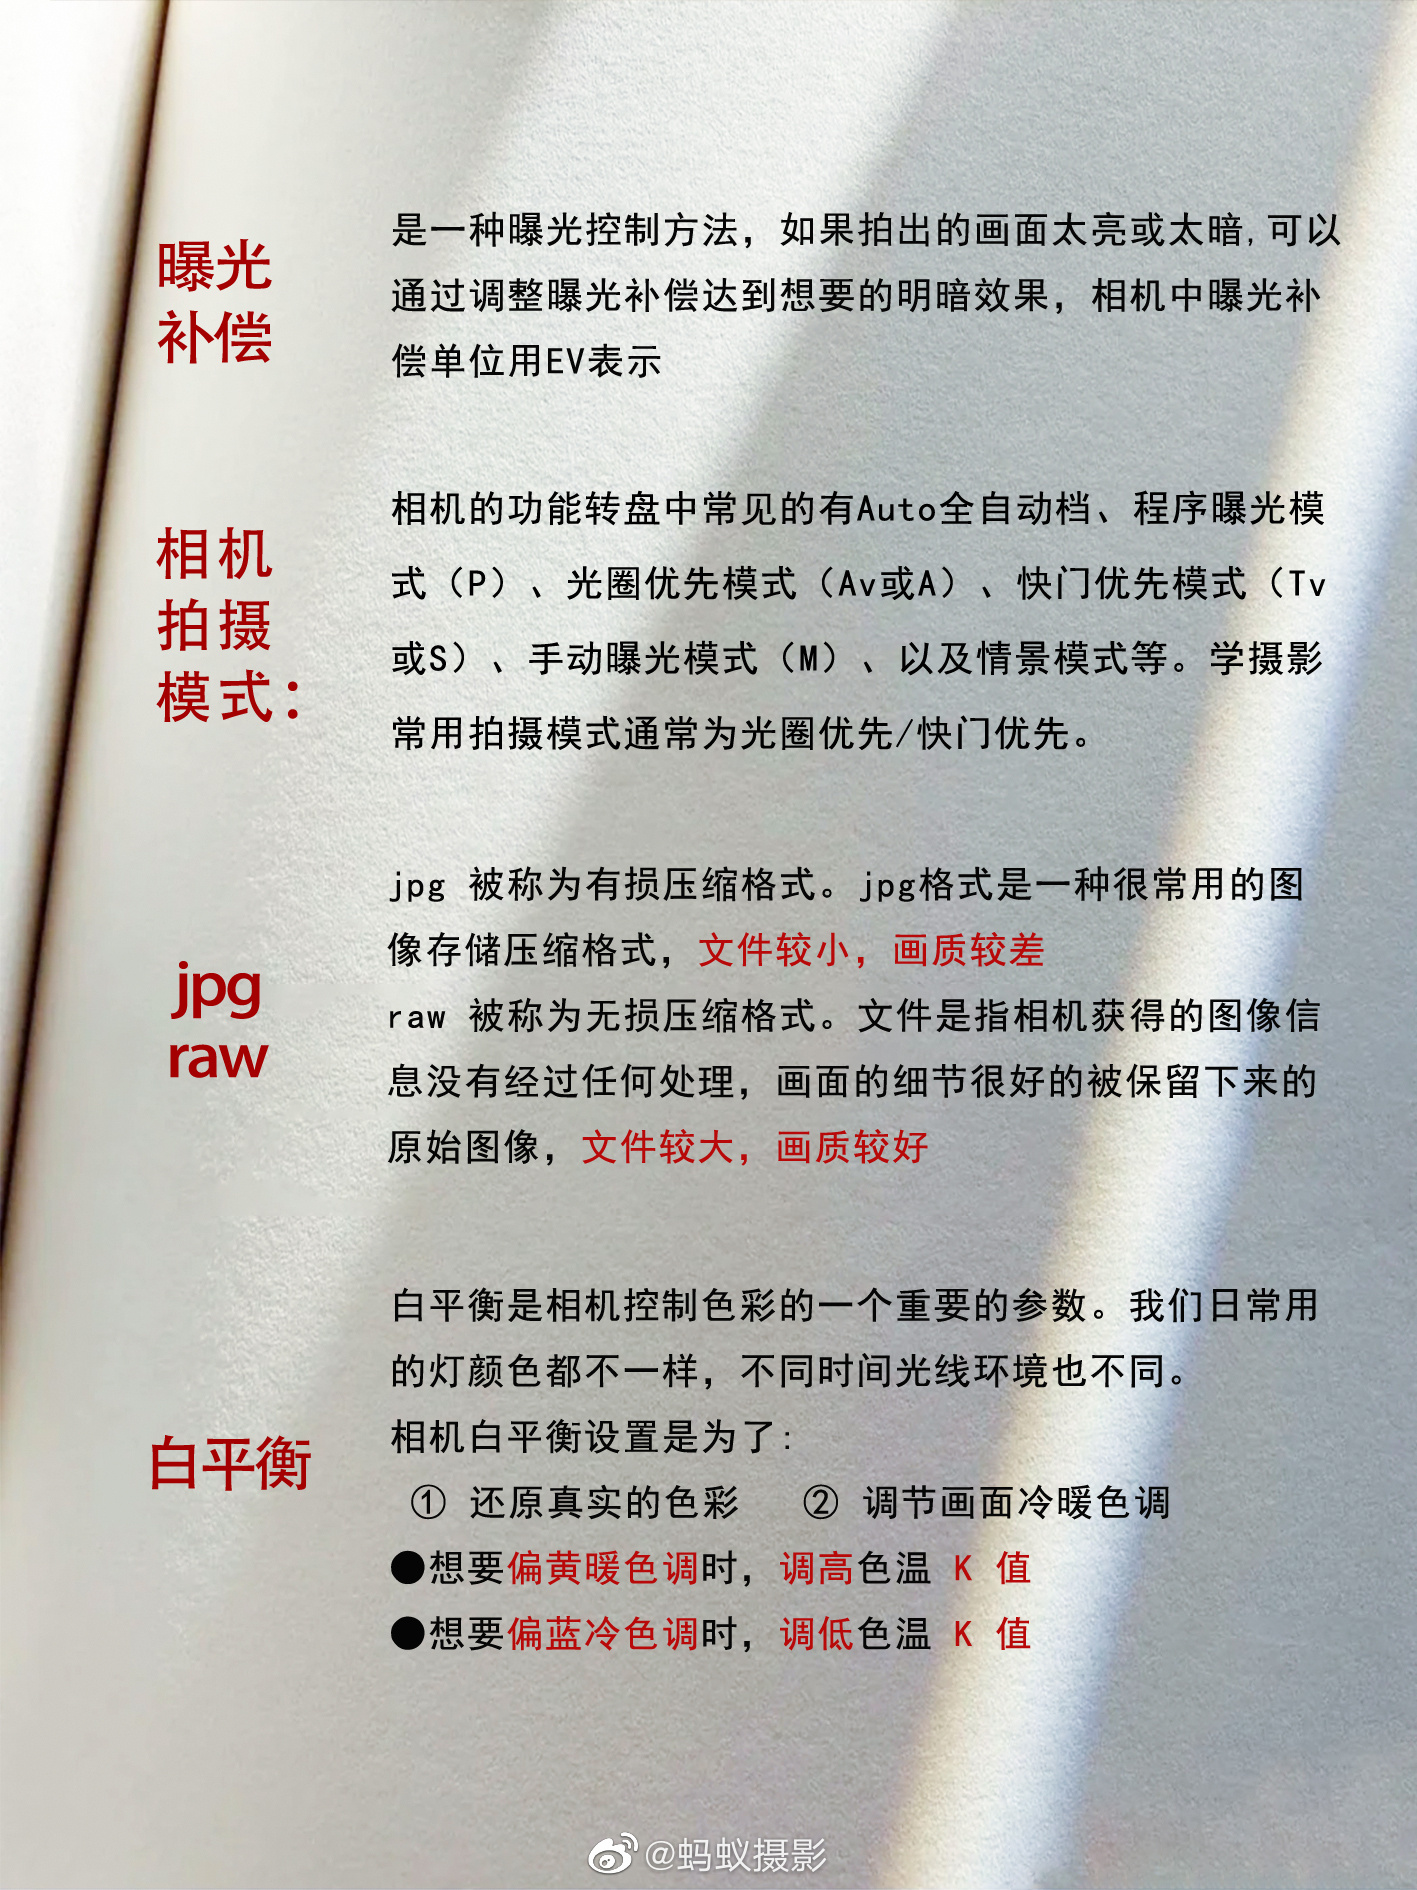 曝光
补偿
是一种曝光控制方法，如果拍出的画面太亮或太暗,可以
通过调整曝光补偿达到想要的明暗效果，相机中曝光补
偿单位用EV表示
相机
拍摄
模式：
相机的功能转盘中常见的有Auto全自动档、程序曝光模
式（P）、光圈优先模式（Av或A）、快门优先模式（Tv
或S）、手动曝光模式（M）、以及情景模式等。学摄影
常用拍摄模式通常为光圈优先/快门优先。
jpg
raw
jpg 被称为有损压缩格式。jpg格式是一种很常用的图
像存储压缩格式，文件较小，画质较差
raw 被称为无损压缩格式。文件是指相机获得的图像信
息没有经过任何处理，画面的细节很好的被保留下来的
原始图像，文件较大，画质较好
白平衡
白平衡是相机控制色彩的一个重要的参数。我们日常用
的灯颜色都不一样，不同时间光线环境也不同。
相机白平衡设置是为了:
① 还原真实的色彩 ② 调节画面冷暖色调
●想要偏黄暖色调时，调高色温 K 值
●想要偏蓝冷色调时，调低色温 K 值
@蚂蚁摄影